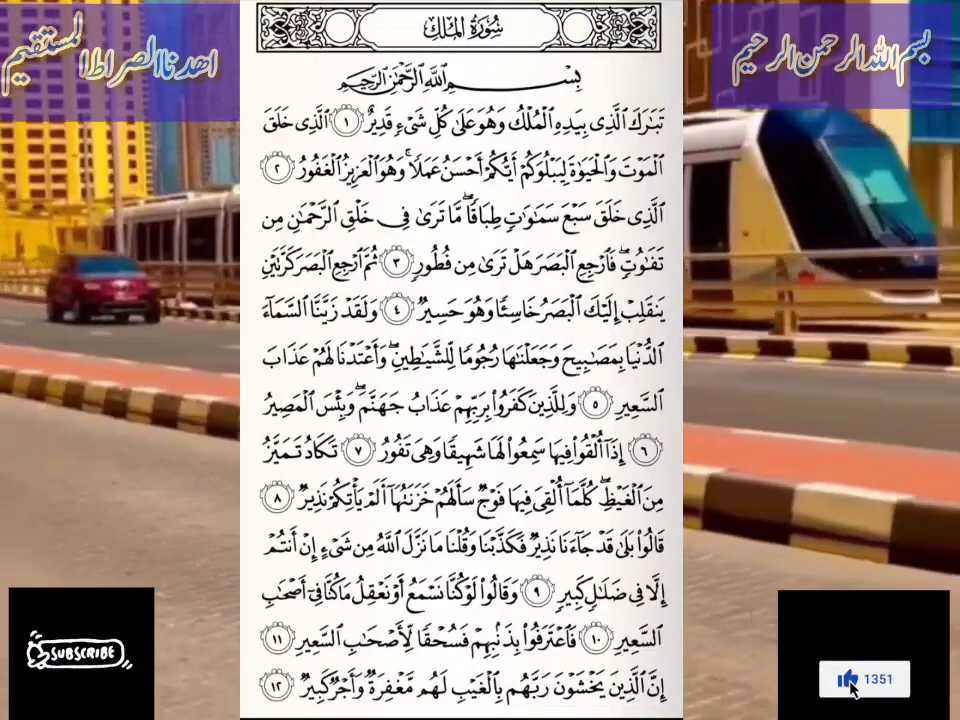 سُورَةُ المُلْكِ
اهدنا الصراط المستقيم
بسم الله الرحمن الرحيم
بِسْمِ اللَّهِ الرَّحْمَٰنِ الرَّحِيمِ
تَبَٰرَكَ ٱلَّذِى بِيَدِهِ ٱلْمُلْكُ وَهُوَ عَلَىٰ كُلِّ شَىْءٍ قَدِيرٌ ١ ٱلَّذِى خَلَقَ
ٱلْمَوْتَ وَٱلْحَيَوٰةَ لِيَبْلُوَكُمْ أَيُّكُمْ أَحْسَنُ عَمَلًا ۚ وَهُوَ ٱلْعَزِيزُ ٱلْغَفُورُ ٢
ٱلَّذِى خَلَقَ سَبْعَ سَمَٰوَٰتٍ طِبَاقًا ۖ مَّا تَرَىٰ فِى خَلْقِ ٱلرَّحْمَٰنِ مِن
تَفَٰوُتٍ ۖ فَٱرْجِعِ ٱلْبَصَرَ هَلْ تَرَىٰ مِن فُطُورٍ ٣ ثُمَّ ٱرْجِعِ ٱلْبَصَرَ كَرَّتَيْنِ
يَنقَلِبْ إِلَيْكَ ٱلْبَصَرُ خَاسِئًا وَهُوَ حَسِيرٌ ٤ وَلَقَدْ زَيَّنَّا ٱلسَّمَآءَ
ٱلدُّنْيَا بِمَصَٰبِيحَ وَجَعَلْنَٰهَا رُجُومًا لِّلشَّيَٰطِينِ ۖ وَأَعْتَدْنَا لَهُمْ عَذَابَ
ٱلسَّعِيرِ ٥ وَلِلَّذِينَ كَفَرُوا۟ بِرَبِّهِمْ عَذَابُ جَهَنَّمَ ۖ وَبِئْسَ ٱلْمَصِيرُ
٦ إِذَآ أُلْقُوا۟ فِيهَا سَمِعُوا۟ لَهَا شَهِيقًا وَهِىَ تَفُورُ ٧ تَكَادُ تَمَيَّزُ
مِنَ ٱلْغَيْظِ ۖ كُلَّمَآ أُلْقِىَ فِيهَا فَوْجٌ سَأَلَهُمْ خَزَنَتُهَآ أَلَمْ يَأْتِكُمْ نَذِيرٌ ٨
قَالُوا۟ بَلَىٰ قَدْ جَآءَنَا نَذِيرٌ فَكَذَّبْنَا وَقُلْنَا مَا نَزَّلَ ٱللَّهُ مِن شَىْءٍ إِنْ أَنتُمْ
إِلَّا فِى ضَلَٰلٍ كَبِيرٍ ٩ وَقَالُوا۟ لَوْ كُنَّا نَسْمَعُ أَوْ نَعْقِلُ مَا كُنَّا فِىٓ أَصْحَٰبِ
ٱلسَّعِيرِ ١٠ فَٱعْتَرَفُوا۟ بِذَنۢبِهِمْ فَسُحْقًا لِّأَصْحَٰبِ ٱلسَّعِيرِ ١١
إِنَّ ٱلَّذِينَ يَخْشَوْنَ رَبَّهُم بِٱلْغَيْبِ لَهُم مَّغْفِرَةٌ وَأَجْرٌ كَبِيرٌ ١٢
SUBSCRIBE
1351